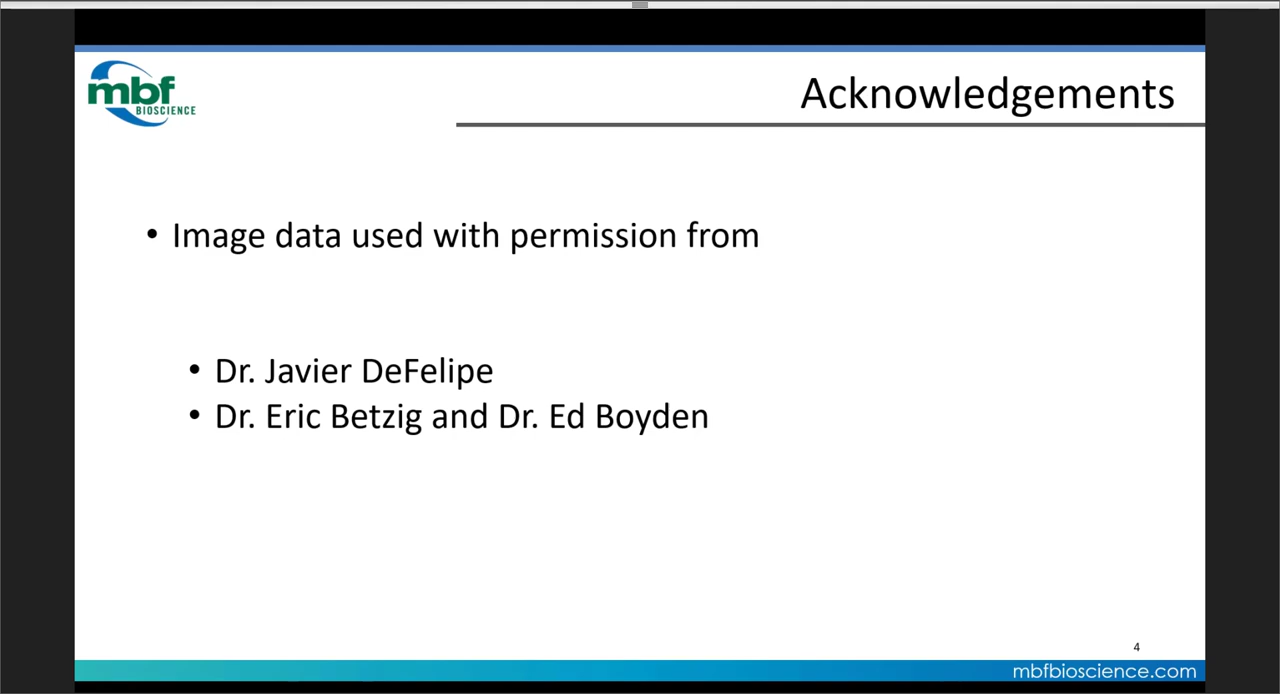 mbf
BIOSCIENCE
Acknowledgements
• Image data used with permission from
• Dr. Javier DeFelipe
• Dr. Eric Betzig and Dr. Ed Boyden
4
mbfbioscience.com